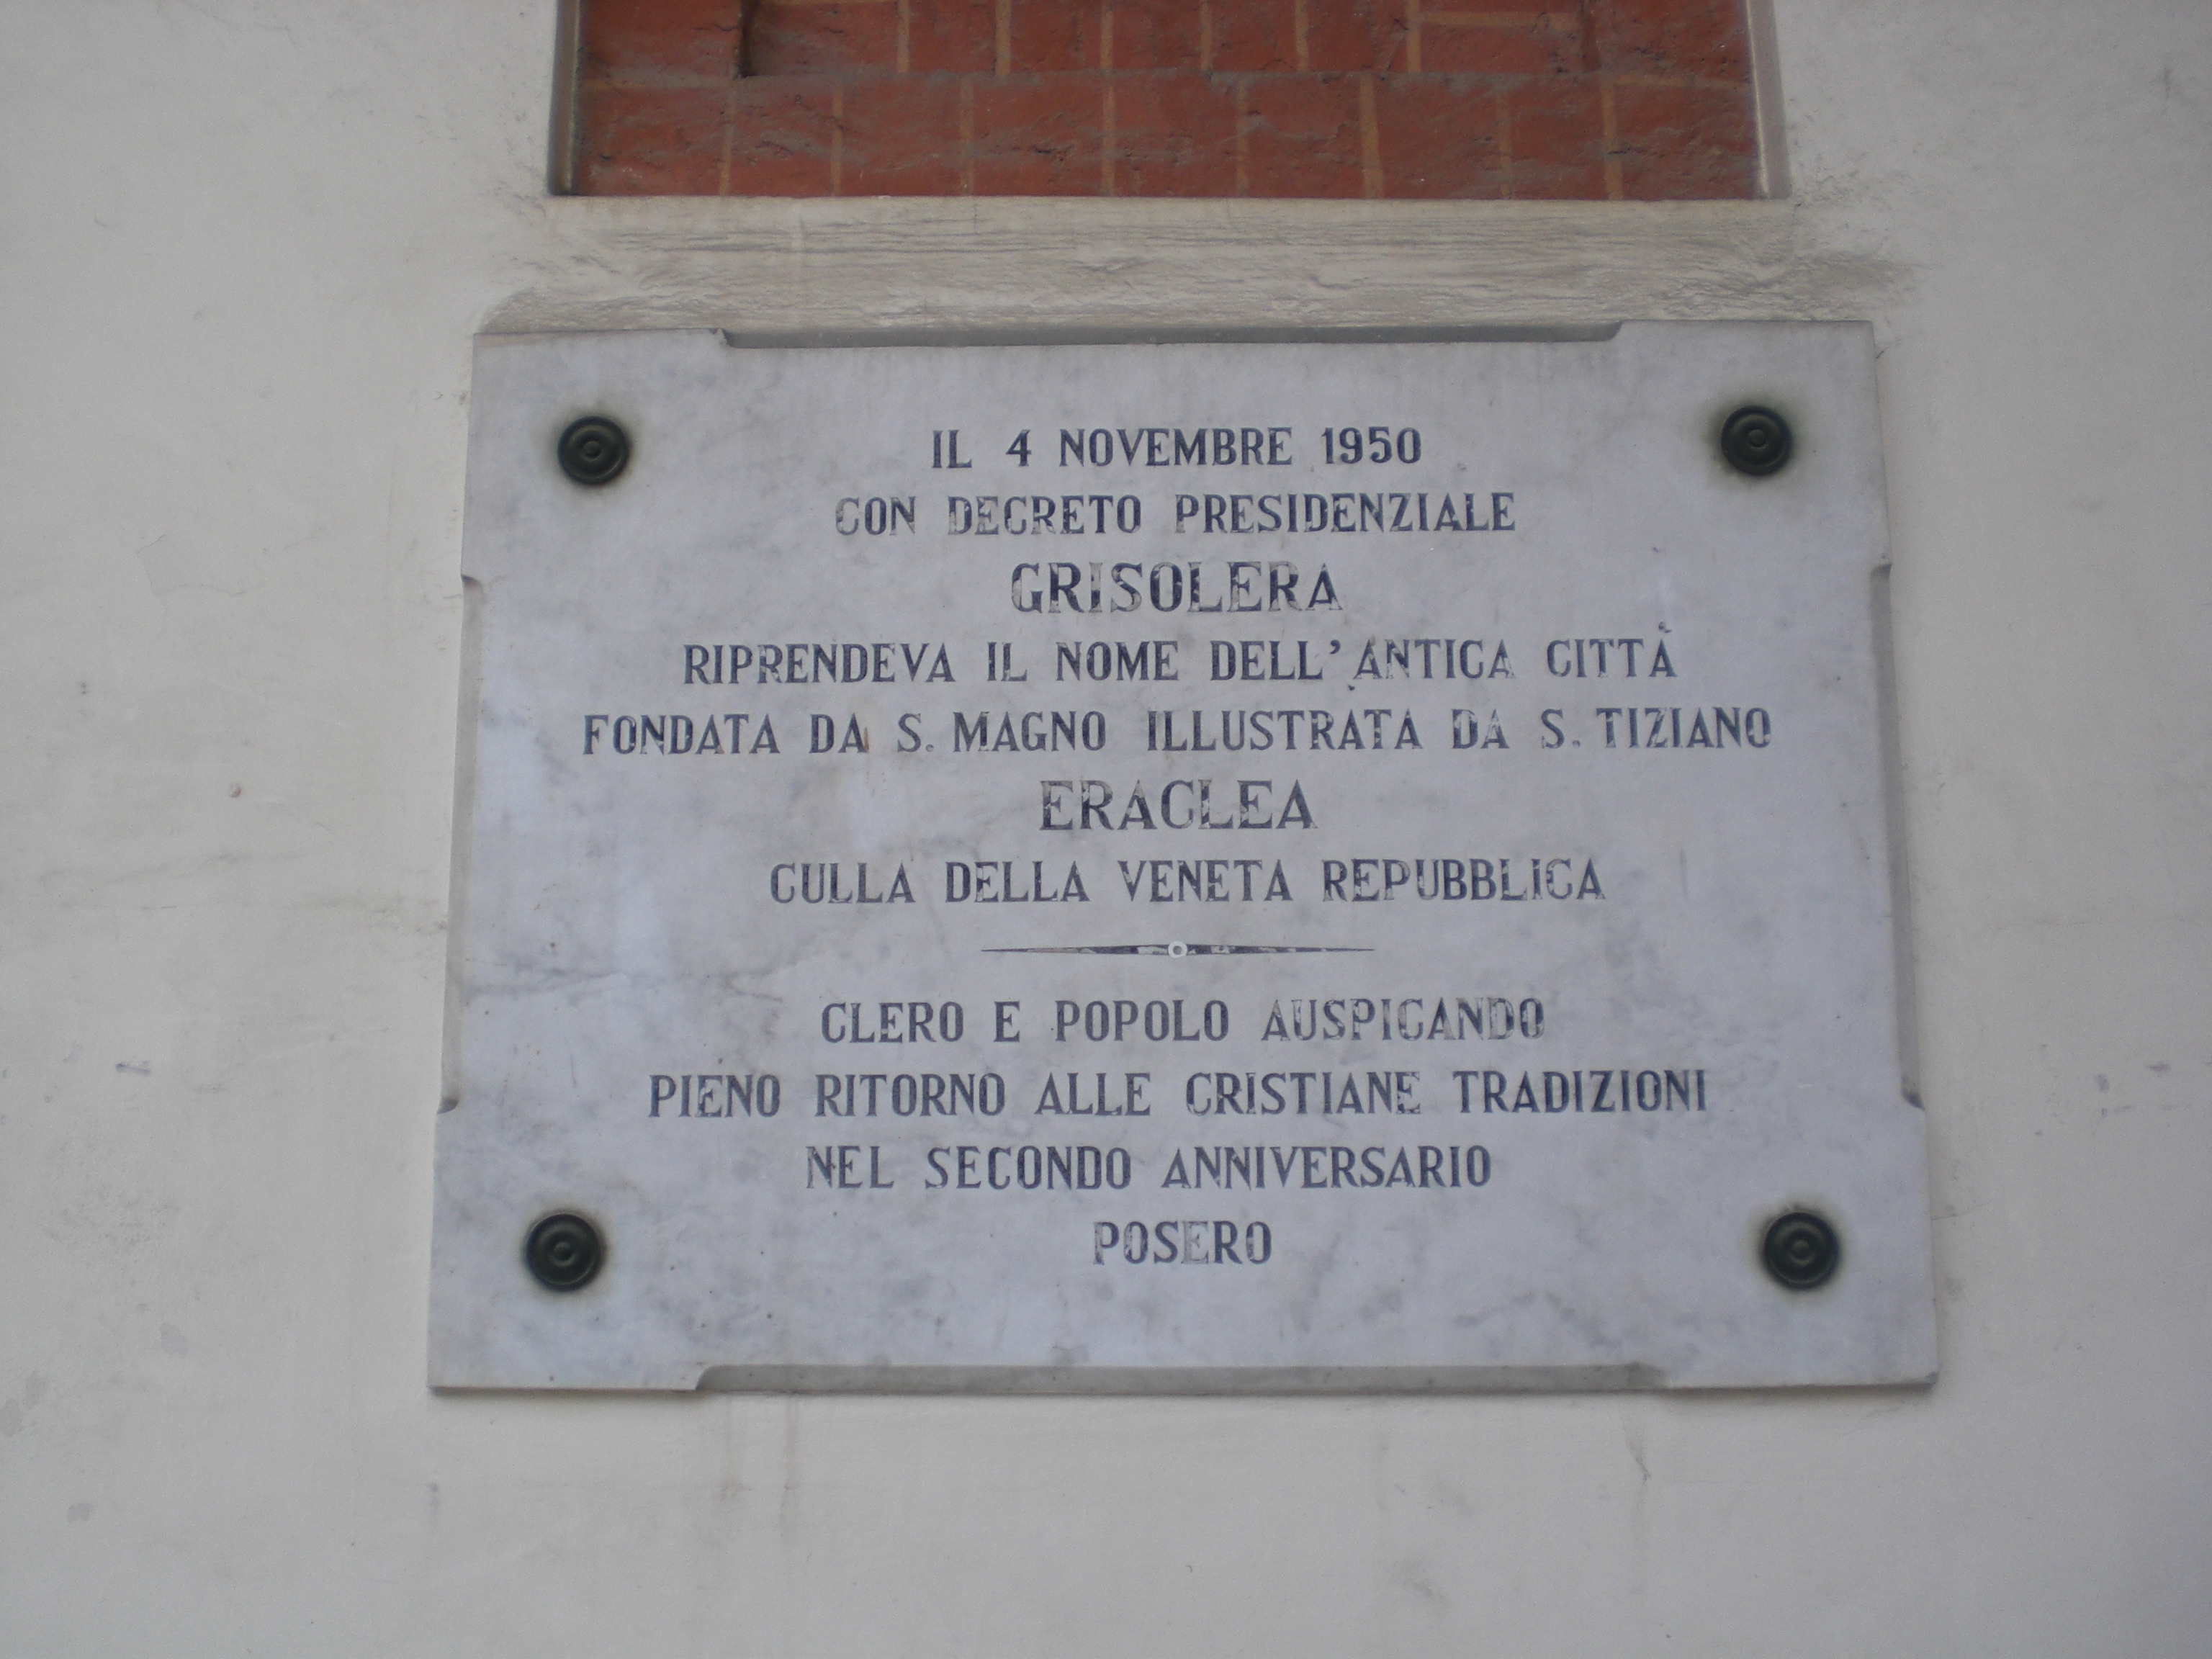 IL 4 NOVEMBRE 1950
CON DECRETO PRESIDENZIALE
GRISOLERA
RIPRENDEVA IL NOME DELL'ANTICA CITTÀ
FONDATA DA S. MAGNO ILLUSTRATA DA S. TIZIANO
ERACLEA
CULLA DELLA VENETA REPUBBLICA
CLERO E POPOLO AUSPICANDO
PIENO RITORNO ALLE CRISTIANE TRADIZIONI
NEL SECONDO ANNIVERSARIO
POSERO